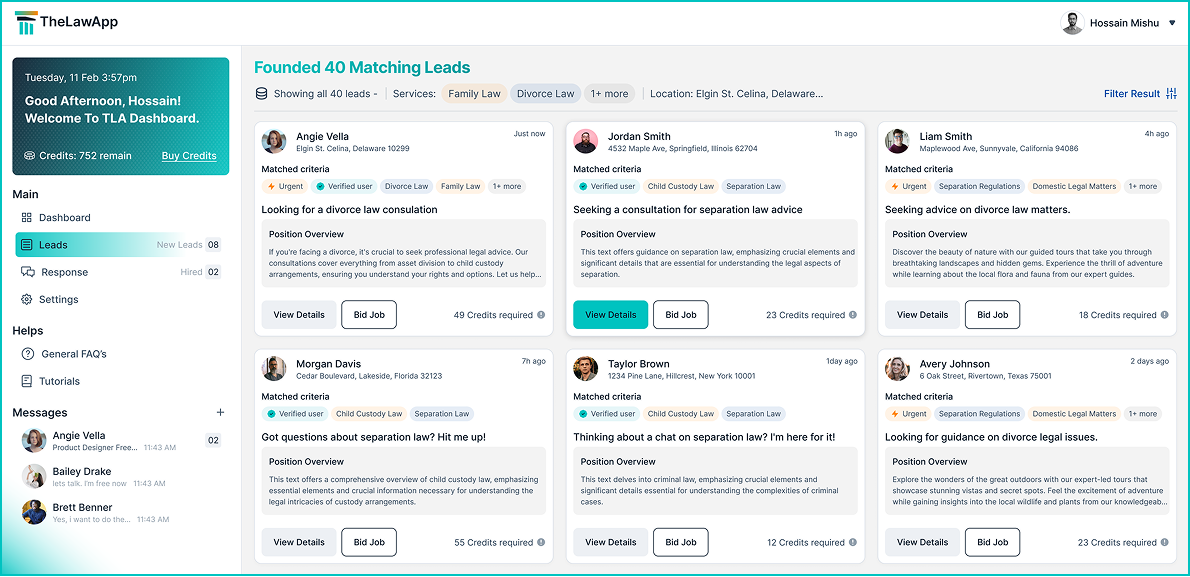 TheLawApp
Hossain Mishu
Tuesday, 11 Feb 3:57pm
Good Afternoon, Hossain!
Welcome To TLA Dashboard.
Credits: 752 remain Buy Credits
Main
Dashboard
Leads New Leads 08
Response Hired 02
Settings
Helps
General FAQ's
Tutorials
Messages +
Angie Vella
Product Designer Free... 11:43 AM 02
Bailey Drake
lets talk. I'm free now 11:43 AM
Brett Benner
Yes, i want to do the... 11:43 AM
Founded 40 Matching Leads
Showing all 40 leads - Services: Family Law Divorce Law 1+ more Location: Elgin St. Celina, Delaware... Filter Result
Angie Vella Just now
Elgin St. Celina, Delaware 10299
Matched criteria
Urgent Verified user Divorce Law Family Law 1+ more
Looking for a divorce law consulation
Position Overview
If you're facing a divorce, it's crucial to seek professional legal advice. Our
consultations cover everything from asset division to child custody
arrangements, ensuring you understand your rights and options. Let us help...
View Details Bid Job 49 Credits required
Jordan Smith 1h ago
4532 Maple Ave, Springfield, Illinois 62704
Matched criteria
Verified user Child Custody Law Separation Law
Seeking a consultation for separation law advice
Position Overview
This text offers guidance on separation law, emphasizing crucial elements and
significant details that are essential for understanding the legal aspects of
separation.
View Details Bid Job 23 Credits required
Liam Smith 4h ago
Maplewood Ave, Sunnyvale, California 94086
Matched criteria
Urgent Separation Regulations Domestic Legal Matters 1+ more
Seeking advice on divorce law matters.
Position Overview
Discover the beauty of nature with our guided tours that take you through
breathtaking landscapes and hidden gems. Experience the thrill of adventure
while learning about the local flora and fauna from our expert guides.
View Details Bid Job 18 Credits required
Morgan Davis 7h ago
Cedar Boulevard, Lakeside, Florida 32123
Matched criteria
Verified user Child Custody Law Separation Law
Got questions about separation law? Hit me up!
Position Overview
This text offers a comprehensive overview of child custody law, emphasizing
essential elements and crucial information necessary for understanding the
legal intricacies of custody arrangements.
View Details Bid Job 55 Credits required
Taylor Brown 1day ago
1234 Pine Lane, Hillcrest, New York 10001
Matched criteria
Verified user Child Custody Law Separation Law
Thinking about a chat on separation law? I'm here for it!
Position Overview
This text delves into criminal law, emphasizing crucial elements and
significant details essential for understanding the complexities of criminal
cases.
View Details Bid Job 12 Credits required
Avery Johnson 2 days ago
6 Oak Street, Rivertown, Texas 75001
Matched criteria
Urgent Separation Regulations Domestic Legal Matters 1+ more
Looking for guidance on divorce legal issues.
Position Overview
Explore the wonders of the great outdoors with our expert-led tours that
showcase stunning vistas and secret spots. Feel the excitement of adventure
while gaining insights into the local wildlife and plants from our knowledgeab...
View Details Bid Job 23 Credits required